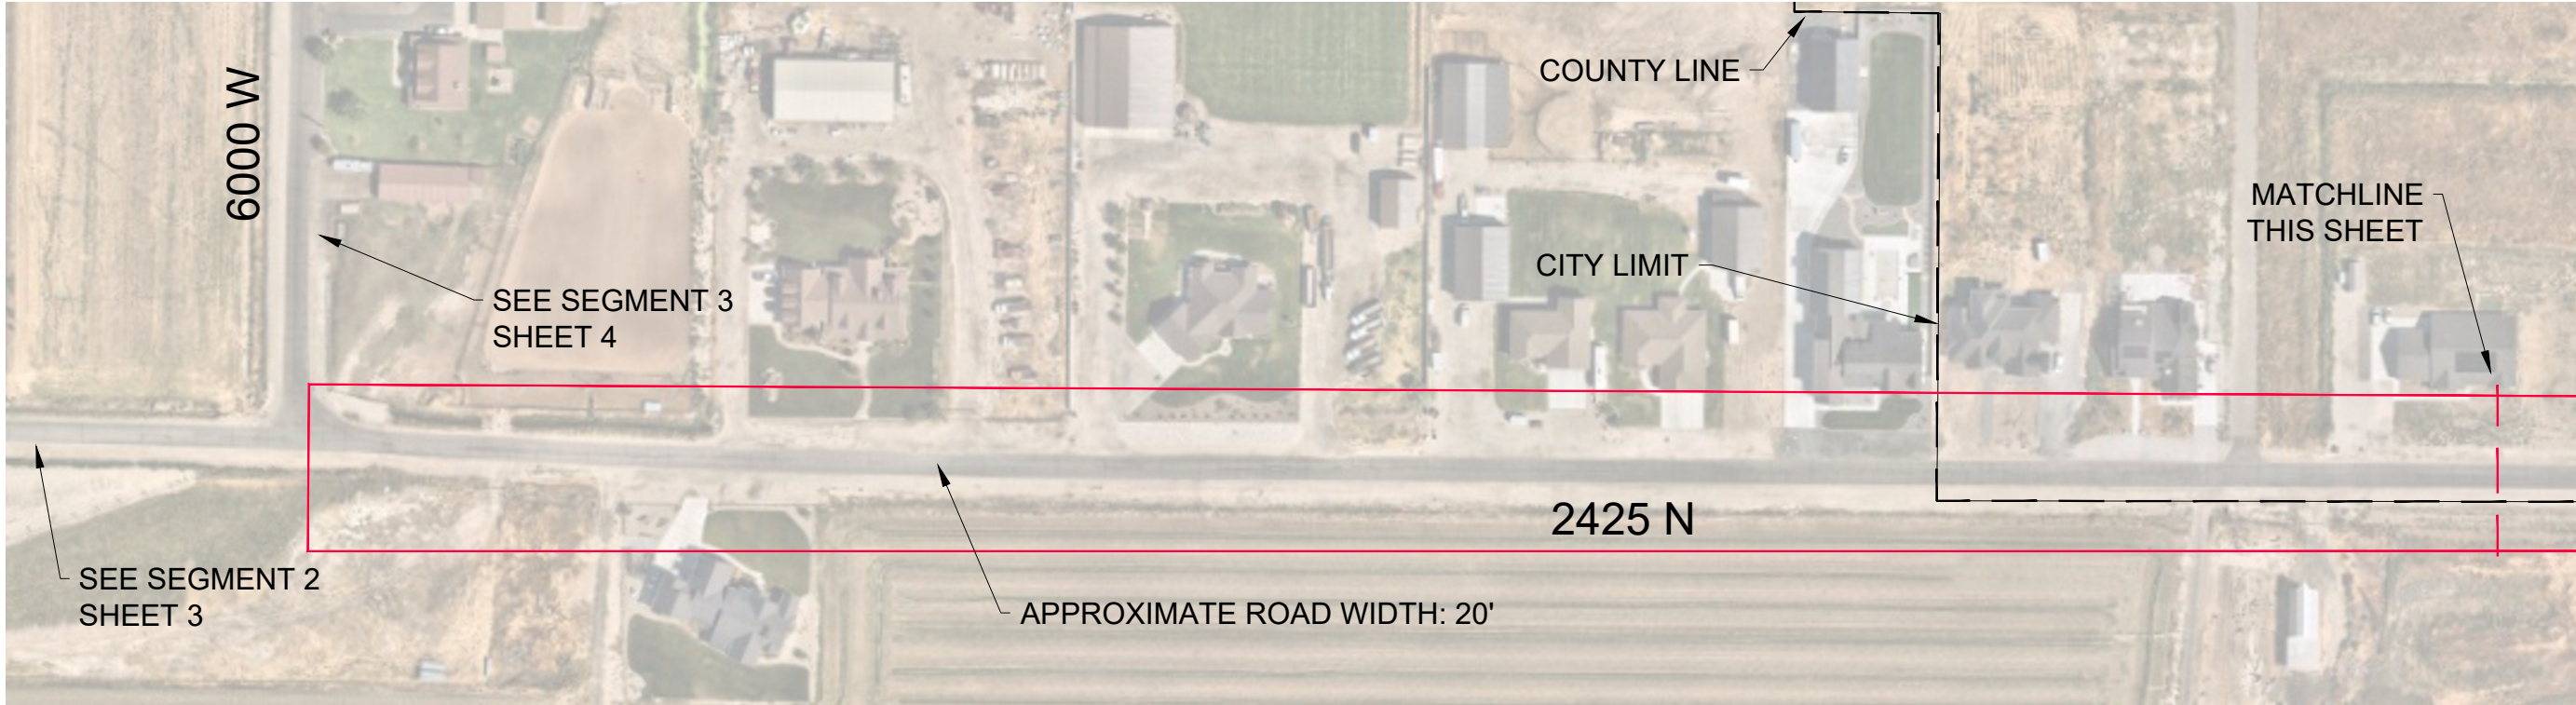 6000 W
COUNTY LINE
MATCHLINE
THIS SHEET
CITY LIMIT
SEE SEGMENT 3
SHEET 4
2425 N
SEE SEGMENT 2
SHEET 3
APPROXIMATE ROAD WIDTH: 20'